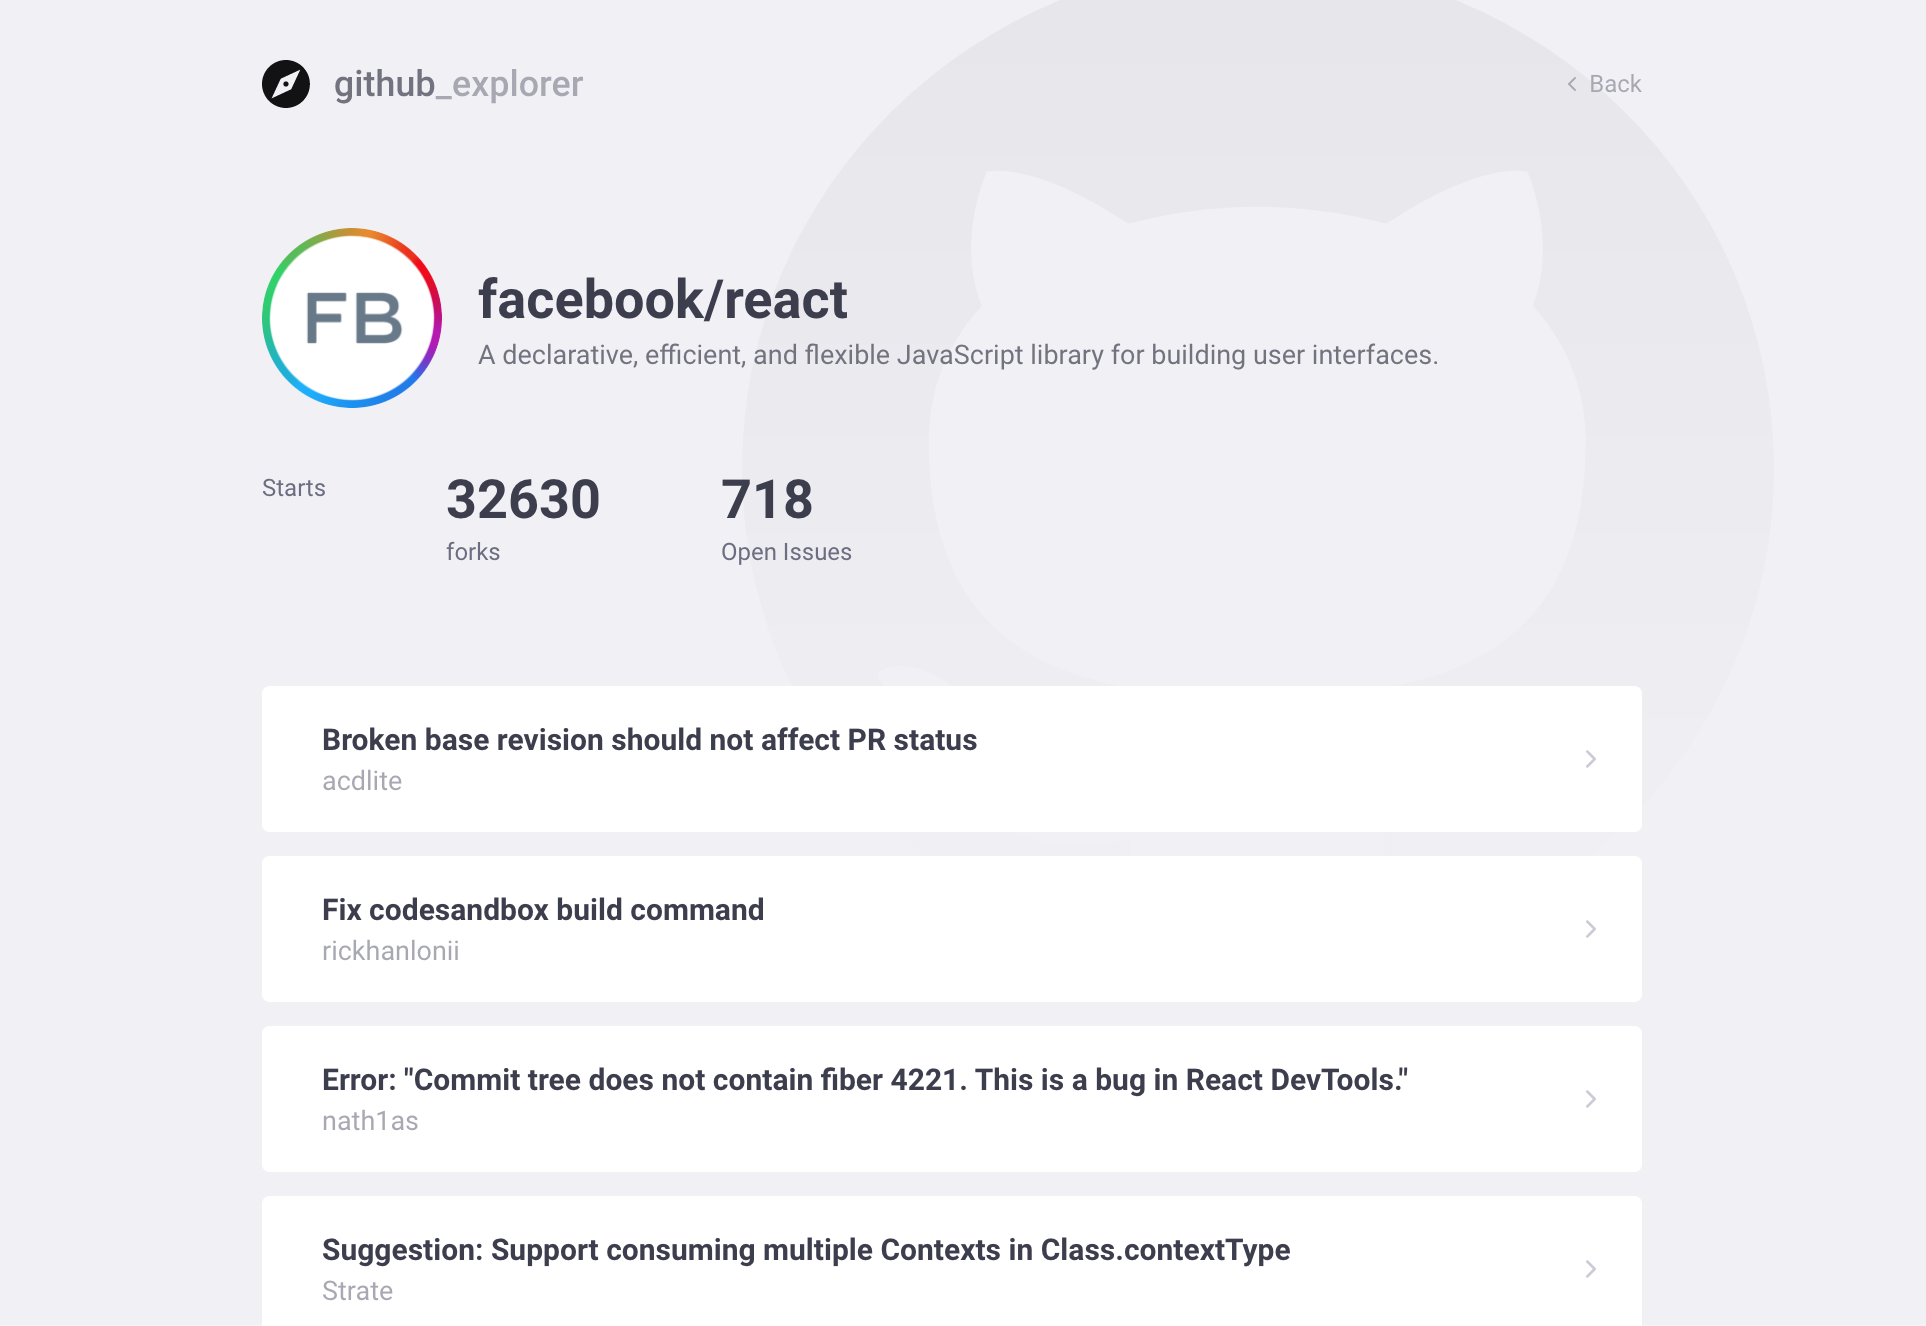 github_explorer
Back
FB
facebook/react
A declarative, efficient, and flexible JavaScript library for building user interfaces.
Starts
32630
forks
718
Open Issues
Broken base revision should not affect PR status
acdlite
Fix codesandbox build command
rickhanlonii
Error: "Commit tree does not contain fiber 4221. This is a bug in React DevTools."
nath1as
Suggestion: Support consuming multiple Contexts in Class.contextType
Strate